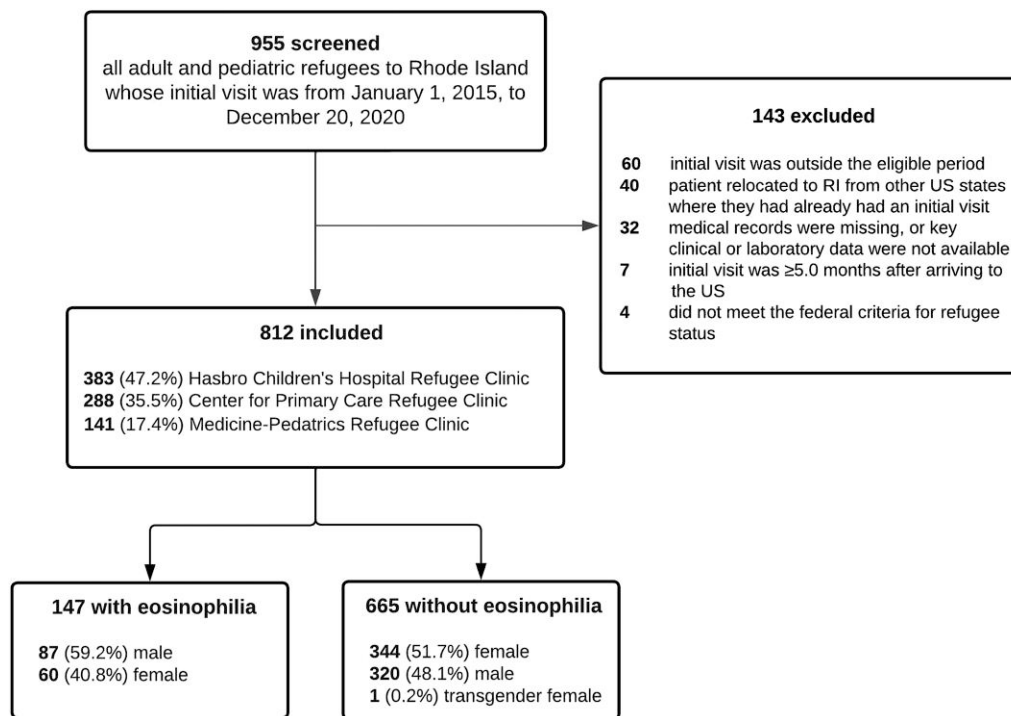 955 screened
all adult and pediatric refugees to Rhode Island
whose initial visit was from January 1, 2015, to
December 20, 2020
143 excluded
60 initial visit was outside the eligible period
40 patient relocated to RI from other US states
where they had already had an initial visit
32 medical records were missing, or key
clinical or laboratory data were not available
7 initial visit was ≥5.0 months after arriving to
the US
4 did not meet the federal criteria for refugee
status
812 included
383 (47.2%) Hasbro Children's Hospital Refugee Clinic
288 (35.5%) Center for Primary Care Refugee Clinic
141 (17.4%) Medicine-Pediatrics Refugee Clinic
147 with eosinophilia
87 (59.2%) male
60 (40.8%) female
665 without eosinophilia
344 (51.7%) female
320 (48.1%) male
1 (0.2%) transgender female